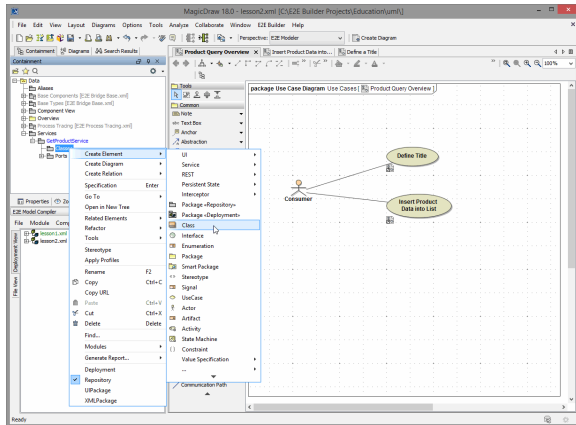 MagicDraw 18.0 - lesson2.xml [C:\E2E Builder Projects\Education\uml\]
File Edit View Layout Diagrams Options Tools Analyze Collaborate Window E2E Builder Help
Perspective: E2E Modeler
Create Diagram
Containment Diagrams Search Results
Product Query Overview Insert Product Data into... Define a Title
Containment
Data
Aliases
Base Components [E2E Bridge Base.xml]
Base Types [E2E Bridge Base.xml]
Component View
Overview
Process Tracing [E2E Process Tracing.xml]
Services
GetProductService
Classes
Ports
Properties Zo
E2E Model Compiler
File Module Com
lesson1.xml
lesson2.xml
Deployment View
File View
Ready
Create Element
Create Diagram
Create Relation
Specification Enter
Go To
Open in New Tree
Related Elements
Refactor
Tools
Stereotype
Apply Profiles
Rename F2
Copy Ctrl+C
Copy URL
Paste Ctrl+V
Cut Ctrl+X
Delete Delete
Find...
Modules
Generate Report...
Deployment
Repository
UIPackage
XMLPackage
UI
Service
REST
Persistent State
Interceptor
Package «Repository»
Package «Deployment»
Class
Interface
Enumeration
Package
Smart Package
Stereotype
Signal
UseCase
Actor
Artifact
Activity
State Machine
Constraint
Value Specification
...
Tools
Common
Note
Text Box
Anchor
Abstraction
Communication Path
100%
package Use Case Diagram Use Cases [ Product Query Overview ]
Define Title
Consumer
Insert Product
Data into List